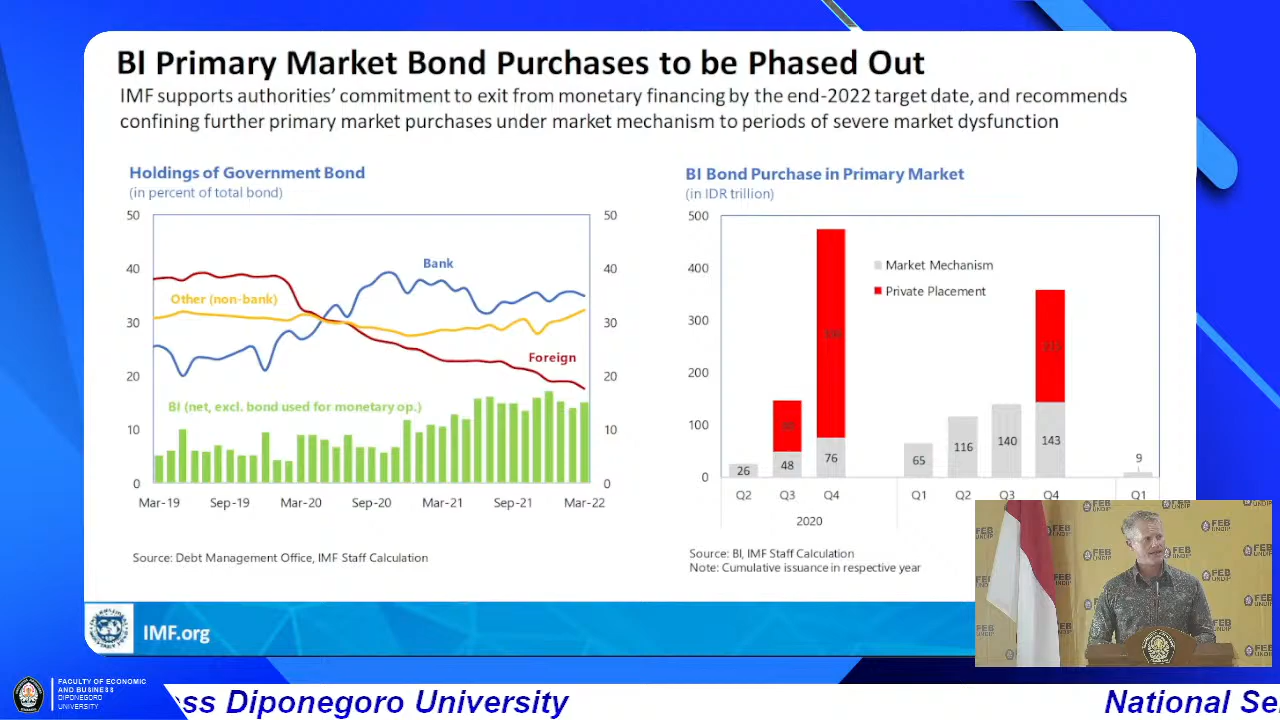 BI Primary Market Bond Purchases to be Phased Out
IMF supports authorities' commitment to exit from monetary financing by the end-2022 target date, and recommends
confining further primary market purchases under market mechanism to periods of severe market dysfunction
Holdings of Government Bond
(in percent of total bond)
50
50
40
40
30
30
20
20
10
10
0
0
Bank
Other (non-bank)
Foreign
BI (net, excl. bond used for monetary op.)
Mar-19
Sep-19
Mar-20
Sep-20
Mar-21
Sep-21
Mar-22
Source: Debt Management Office, IMF Staff Calculation
BI Bond Purchase in Primary Market
(in IDR trillion)
500
400
300
200
100
0
Market Mechanism
Private Placement
26
48
76
65
116
140
143
9
Q2
Q3
Q4
Q1
Q2
Q3
Q4
Q1
2020
Source: BI, IMF Staff Calculation
Note: Cumulative issuance in respective year
IMF.org
FEB
UNDIP
FACULTY OF ECONOMIC
AND BUSINESS
DIPONEGORO
UNIVERSITY
ss Diponegoro University
National Se